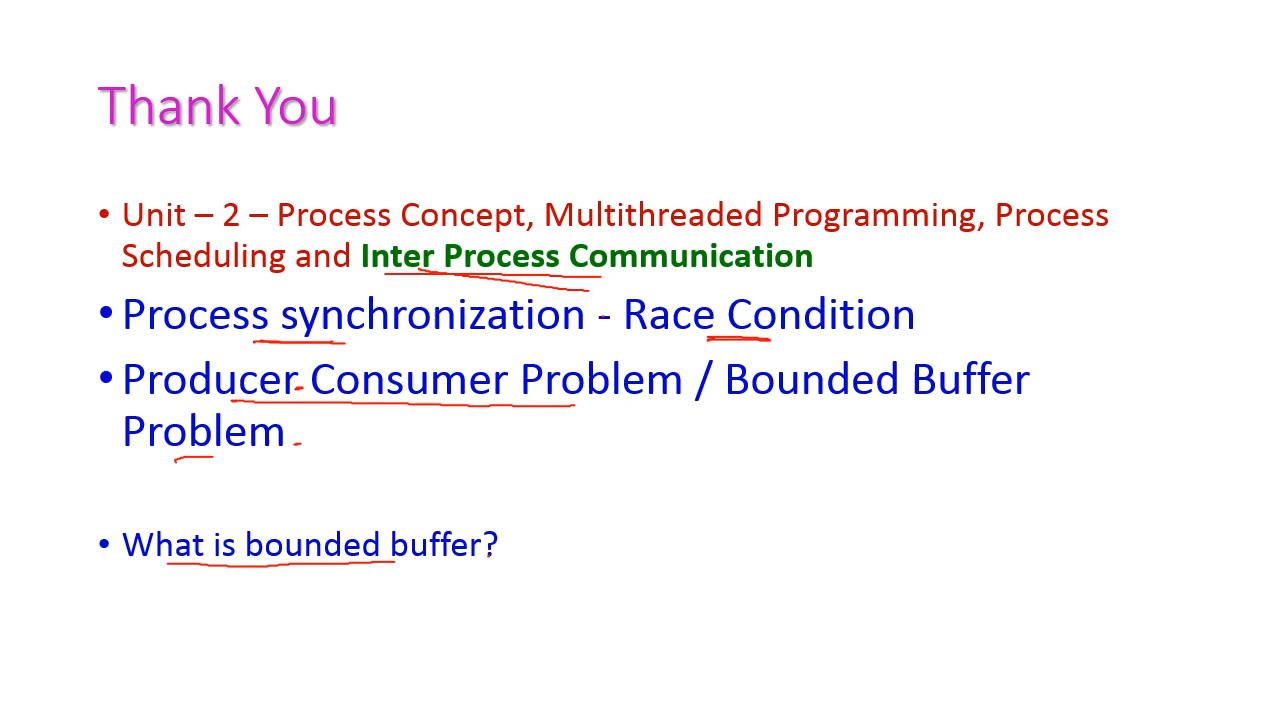 Thank You
• Unit – 2 – Process Concept, Multithreaded Programming, Process
Scheduling and Inter Process Communication
• Process synchronization - Race Condition
• Producer Consumer Problem / Bounded Buffer
Problem
• What is bounded buffer?